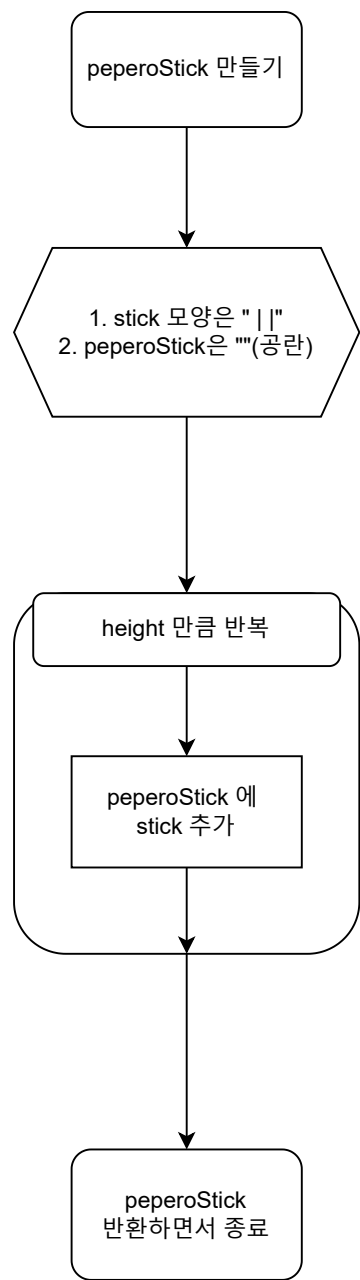 peperoStick 만들기
1. stick 모양은 " | |"
2. peperoStick은 ""(공란)
height 만큼 반복
peperoStick 에
stick 추가
peperoStick
반환하면서 종료